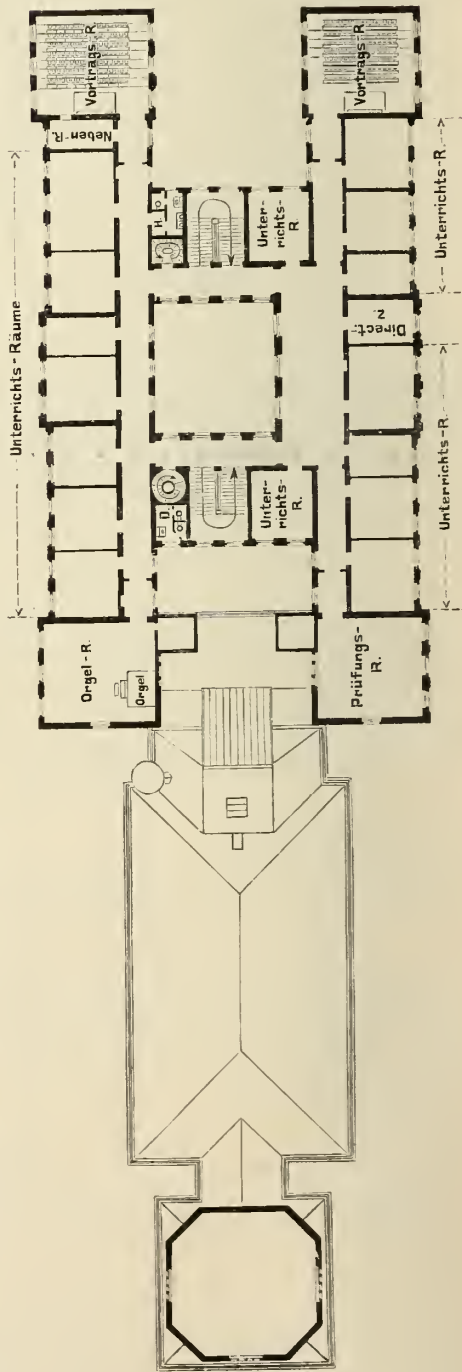 Unterrichts-Räume
Neben-R.
Vortrags-R.
H.
Unter-
richts-
R.
D.
Unter-
richts-
R.
Orgel-R.
Orgel
Prüfungs-
R.
Direct.-
Z.
Vortrags-R.
Unterrichts-R.
Unterrichts-R.